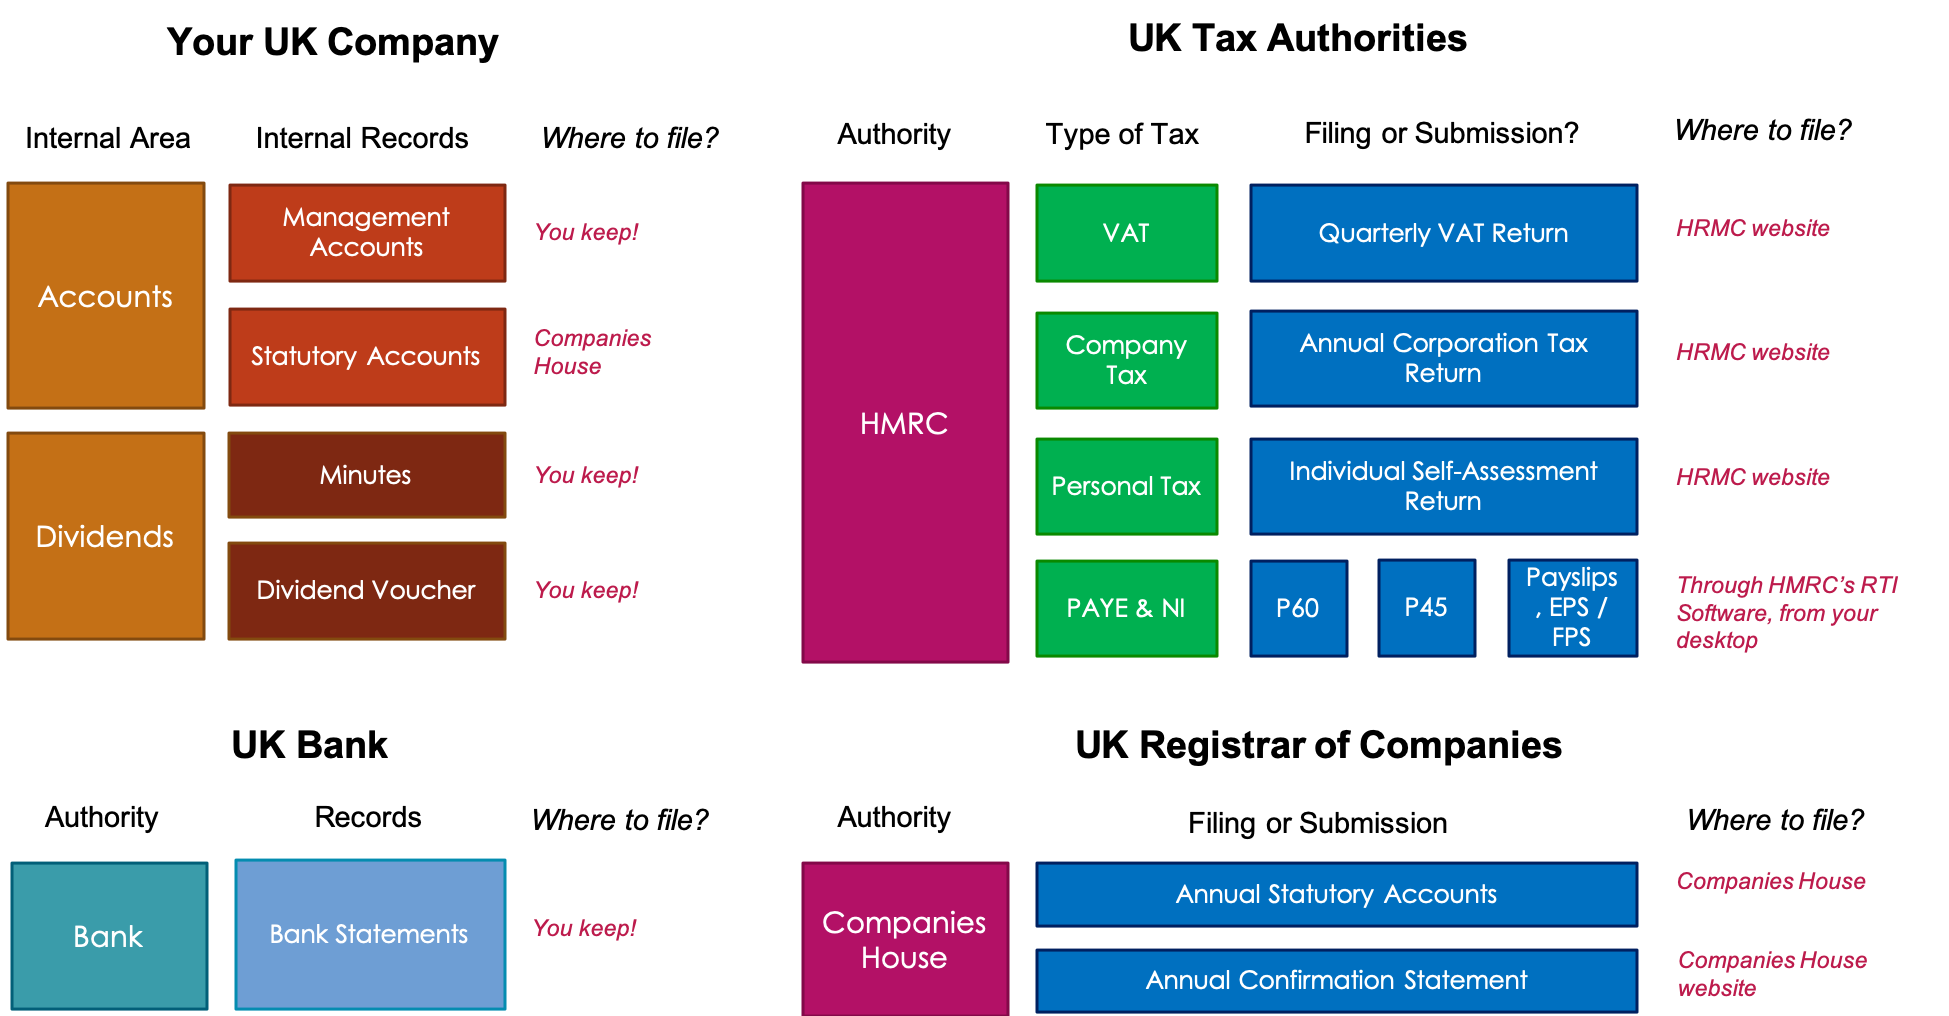 Your UK Company
Internal Area
Internal Records
Where to file?
Accounts
Management
Accounts
You keep!
Statutory Accounts
Companies
House
Dividends
Minutes
You keep!
Dividend Voucher
You keep!
UK Tax Authorities
Authority
Type of Tax
Filing or Submission?
Where to file?
HMRC
VAT
Quarterly VAT Return
HRMC website
Company
Tax
Annual Corporation Tax
Return
HRMC website
Personal Tax
Individual Self-Assessment
Return
HRMC website
PAYE & NI
P60
P45
Payslips
, EPS /
FPS
Through HMRC’s RTI
Software, from your
desktop
UK Bank
Authority
Records
Where to file?
Bank
Bank Statements
You keep!
UK Registrar of Companies
Authority
Filing or Submission
Where to file?
Companies
House
Annual Statutory Accounts
Companies House
Annual Confirmation Statement
Companies House
website